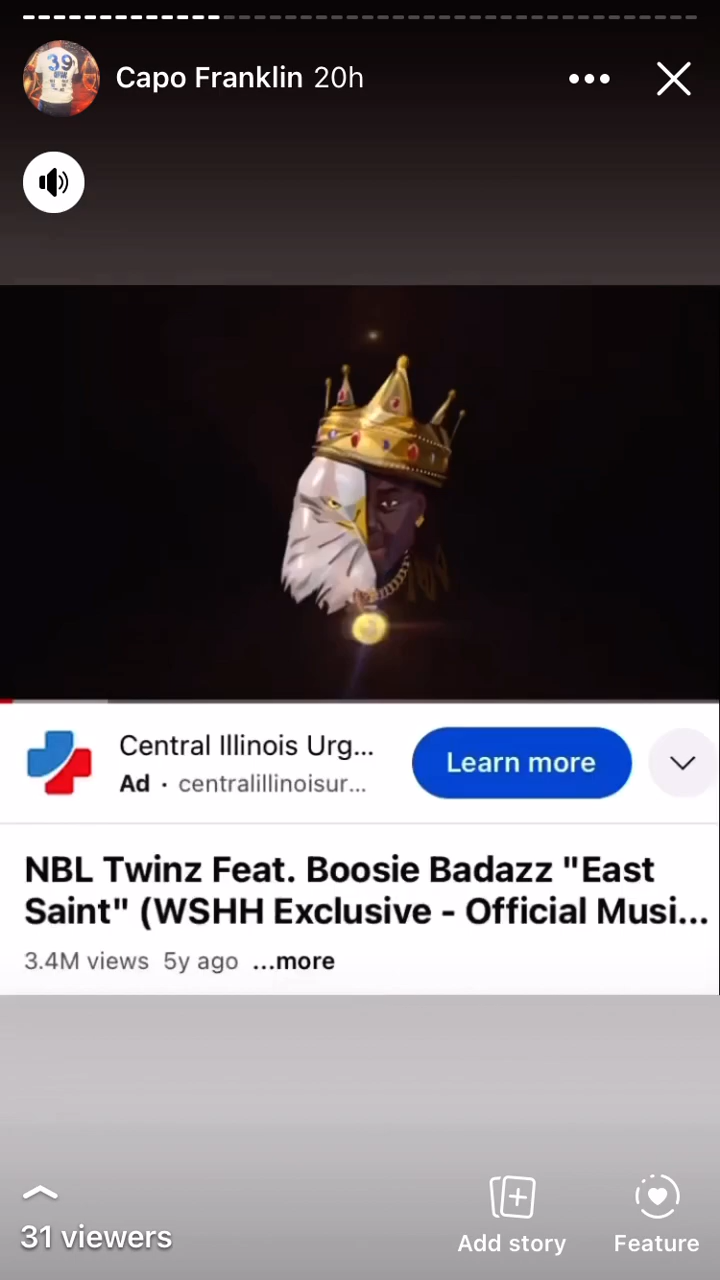 Capo Franklin 20h
Central Illinois Urg...
Learn more
Ad · centralillinoisur...
NBL Twinz Feat. Boosie Badazz "East
Saint" (WSHH Exclusive - Official Musi...
3.4M views 5y ago ...more
31 viewers
Add story
Feature